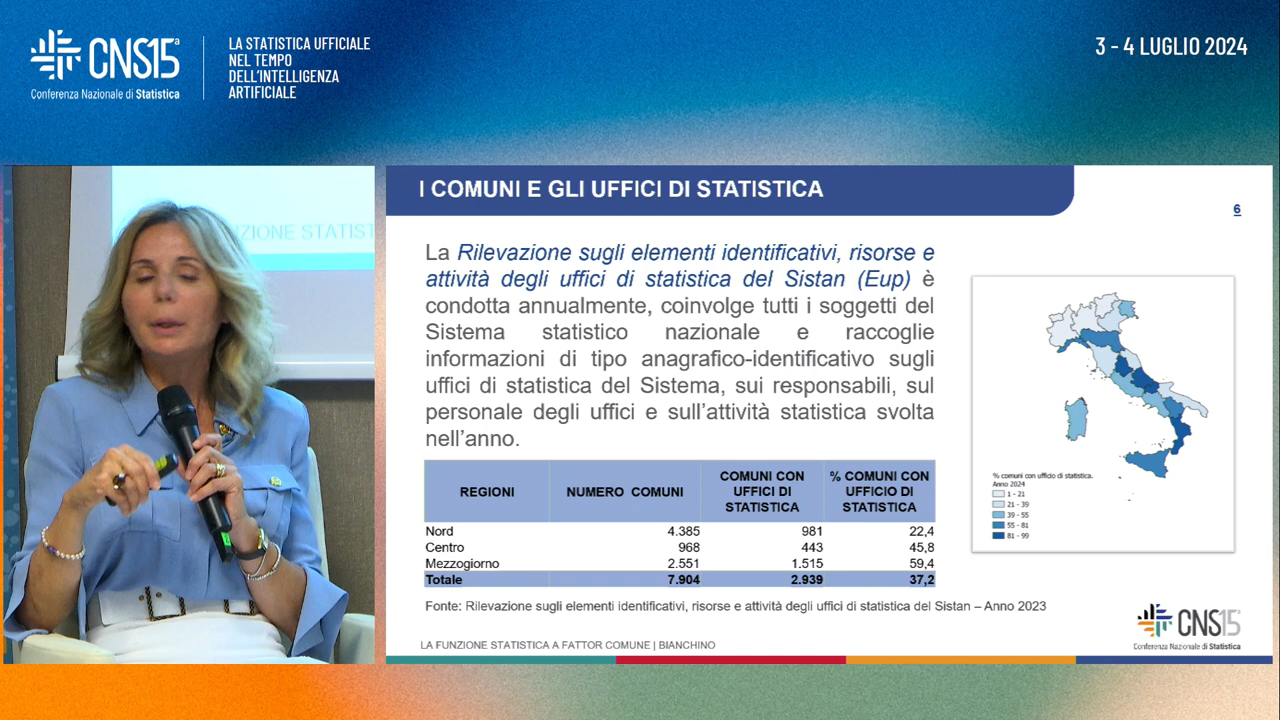 CNS15ª
Conferenza Nazionale di Statistica
LA STATISTICA UFFICIALE
NEL TEMPO
DELL'INTELLIGENZA
ARTIFICIALE
3 - 4 LUGLIO 2024
ZIONE STATIST
I COMUNI E GLI UFFICI DI STATISTICA
6
La Rilevazione sugli elementi identificativi, risorse e
attività degli uffici di statistica del Sistan (Eup) è
condotta annualmente, coinvolge tutti i soggetti del
Sistema statistico nazionale e raccoglie
informazioni di tipo anagrafico-identificativo sugli
uffici di statistica del Sistema, sui responsabili, sul
personale degli uffici e sull'attività statistica svolta
nell'anno.
REGIONI NUMERO COMUNI COMUNI CON UFFICI DI STATISTICA % COMUNI CON UFFICIO DI STATISTICA
Nord 4.385 981 22,4
Centro 968 443 45,8
Mezzogiorno 2.551 1.515 59,4
Totale 7.904 2.939 37,2
% comuni con ufficio di statistica.
Anno 2024
1 - 21
21 - 39
39 - 55
55 - 81
81 - 99
Fonte: Rilevazione sugli elementi identificativi, risorse e attività degli uffici di statistica del Sistan – Anno 2023
LA FUNZIONE STATISTICA A FATTOR COMUNE | BIANCHINO
CNS15ª
Conferenza Nazionale di Statistica